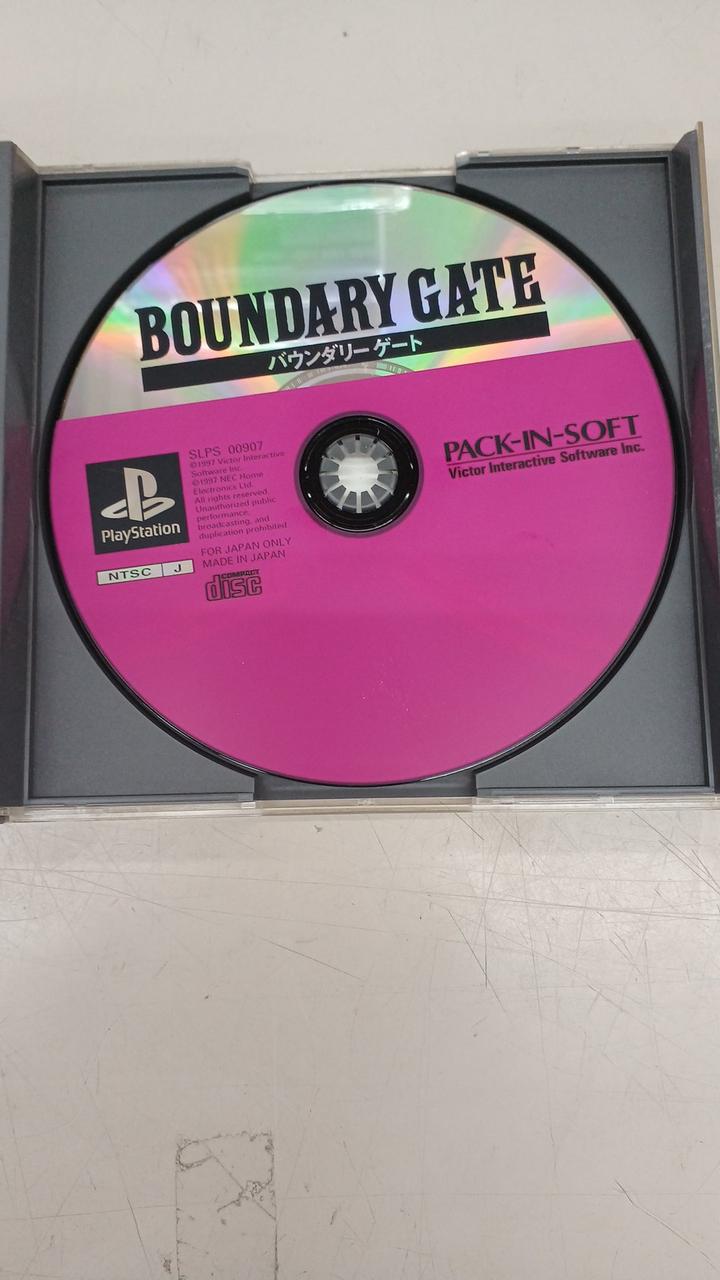 BOUNDARY GATE
バウンダリーゲート
PACK-IN-SOFT
Victor Interactive Software Inc.
PlayStation
NTSC J
SLPS 00907
©1997 Victor Interactive
Software Inc.
©1997 NEC Home
Electronics Ltd.
All rights reserved.
Unauthorized public
performance,
broadcasting, and
duplication prohibited
FOR JAPAN ONLY
MADE IN JAPAN
COMPACT
disc